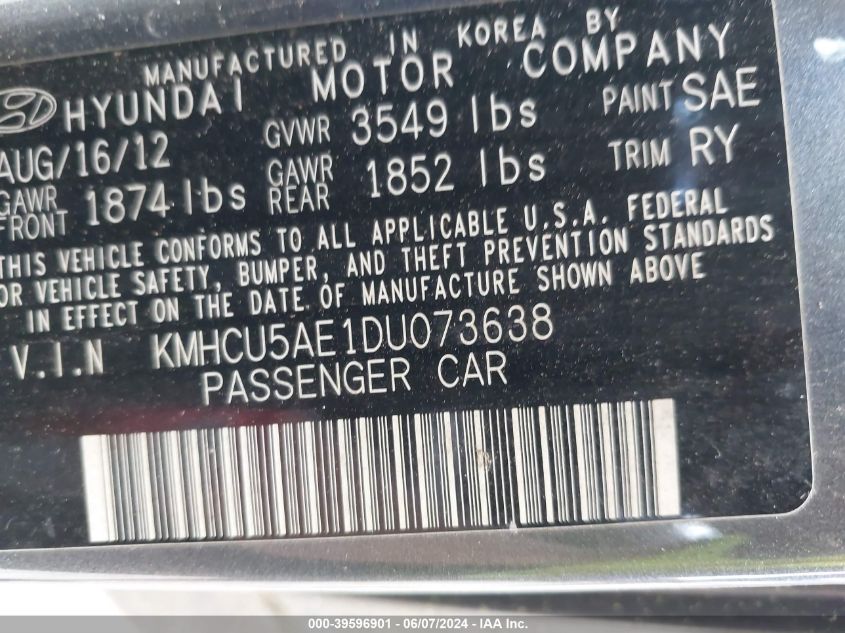 MANUFACTURED IN KOREA BY
HYUNDAI MOTOR COMPANY
AUG/16/12 GVWR 3549 lbs PAINT SAE
GAWR FRONT 1874 lbs GAWR REAR 1852 lbs TRIM RY
THIS VEHICLE CONFORMS TO ALL APPLICABLE U.S.A. FEDERAL
OR VEHICLE SAFETY, BUMPER, AND THEFT PREVENTION STANDARDS
IN EFFECT ON THE DATE OF MANUFACTURE SHOWN ABOVE
V.I.N KMHCU5AE1DU073638
PASSENGER CAR
000-39596901 - 06/07/2024 - IAA Inc.